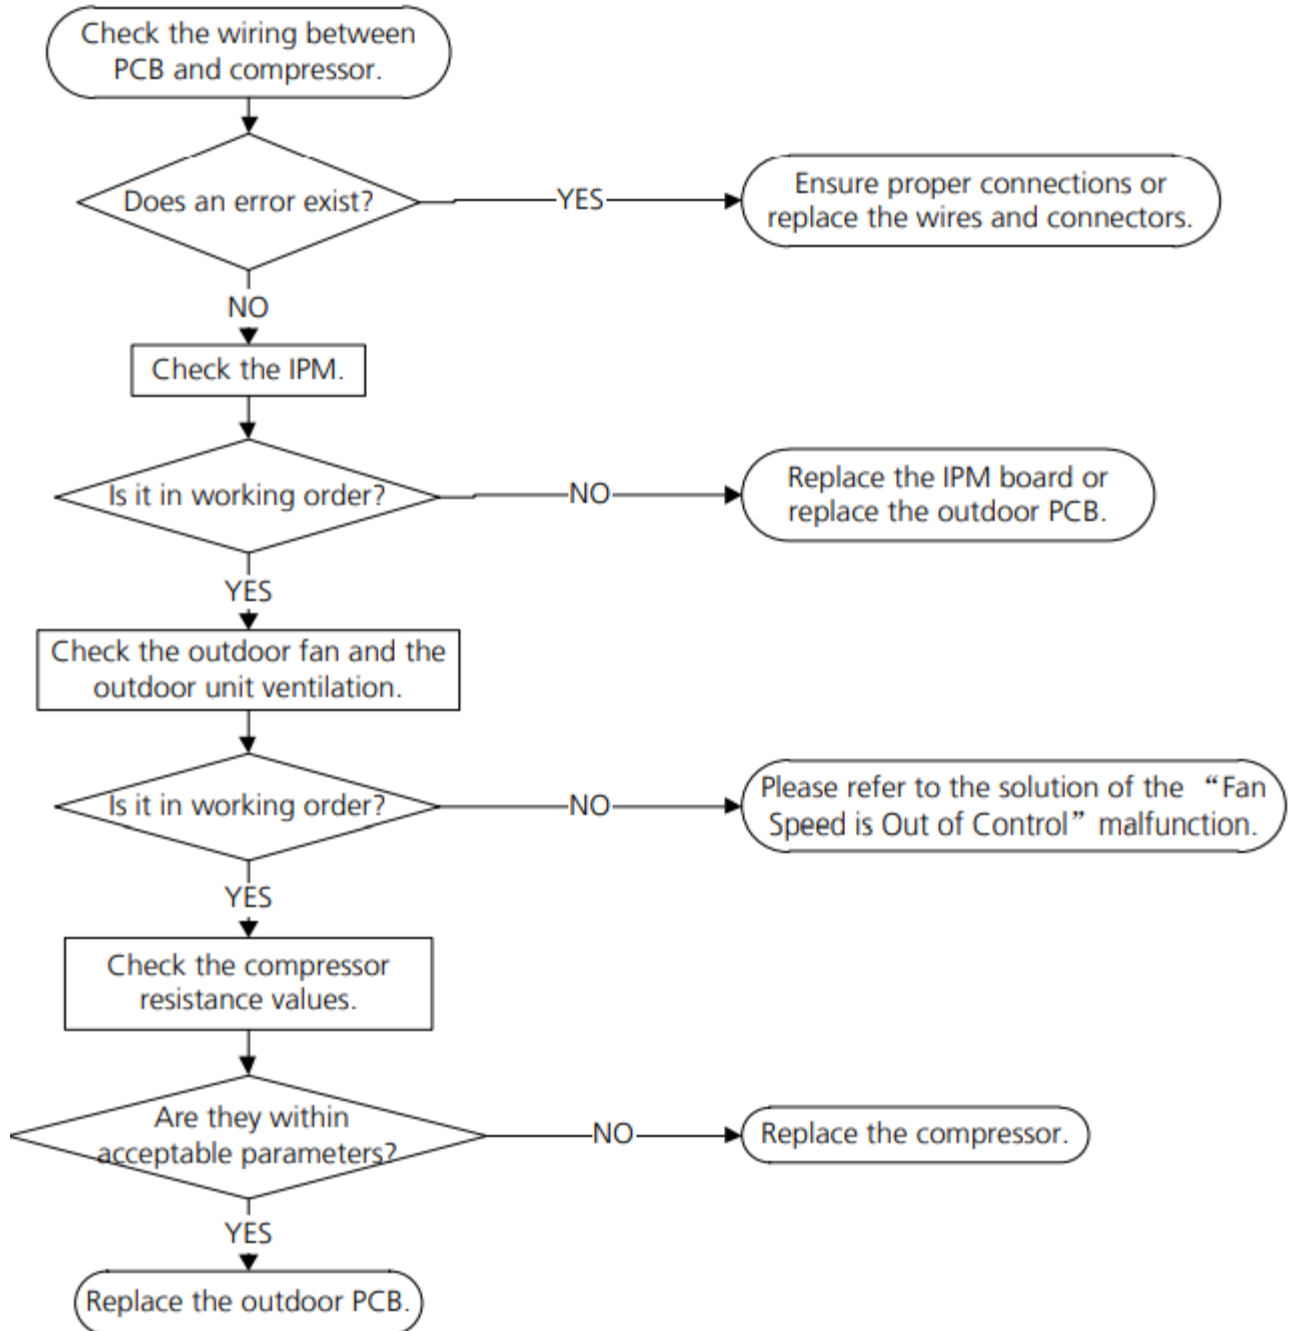 Check the wiring between
PCB and compressor.
Does an error exist?
YES
Ensure proper connections or
replace the wires and connectors.
NO
Check the IPM.
Is it in working order?
NO
Replace the IPM board or
replace the outdoor PCB.
YES
Check the outdoor fan and the
outdoor unit ventilation.
Is it in working order?
NO
Please refer to the solution of the “Fan
Speed is Out of Control” malfunction.
YES
Check the compressor
resistance values.
Are they within
acceptable parameters?
NO
Replace the compressor.
YES
Replace the outdoor PCB.